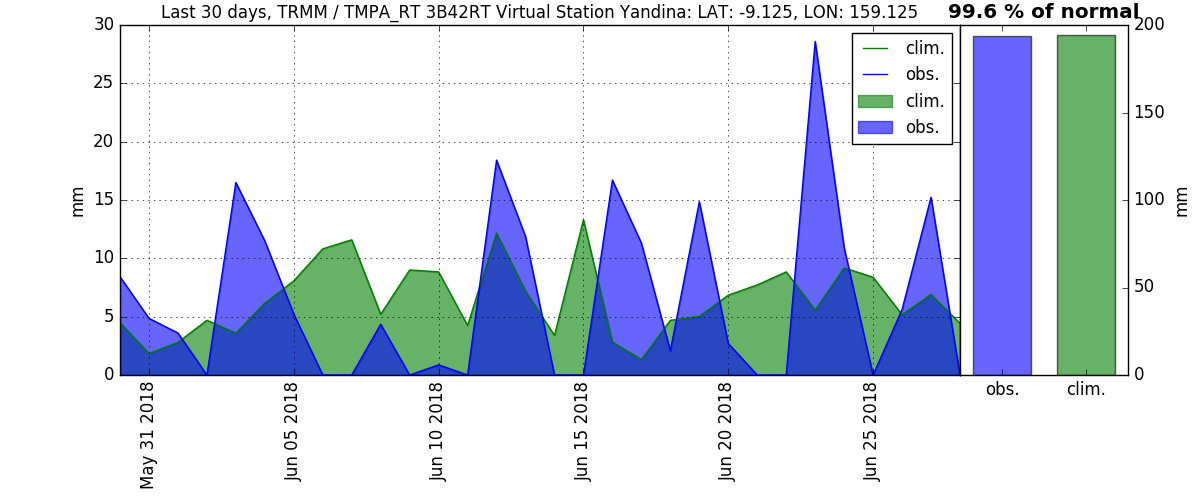 Last 30 days, TRMM / TMPA_RT 3B42RT Virtual Station Yandina: LAT: -9.125, LON: 159.125
99.6 % of normal
30
25
20
15
10
5
0
mm
clim.
obs.
clim.
obs.
200
150
100
50
0
mm
May 31 2018
Jun 05 2018
Jun 10 2018
Jun 15 2018
Jun 20 2018
Jun 25 2018
obs.
clim.